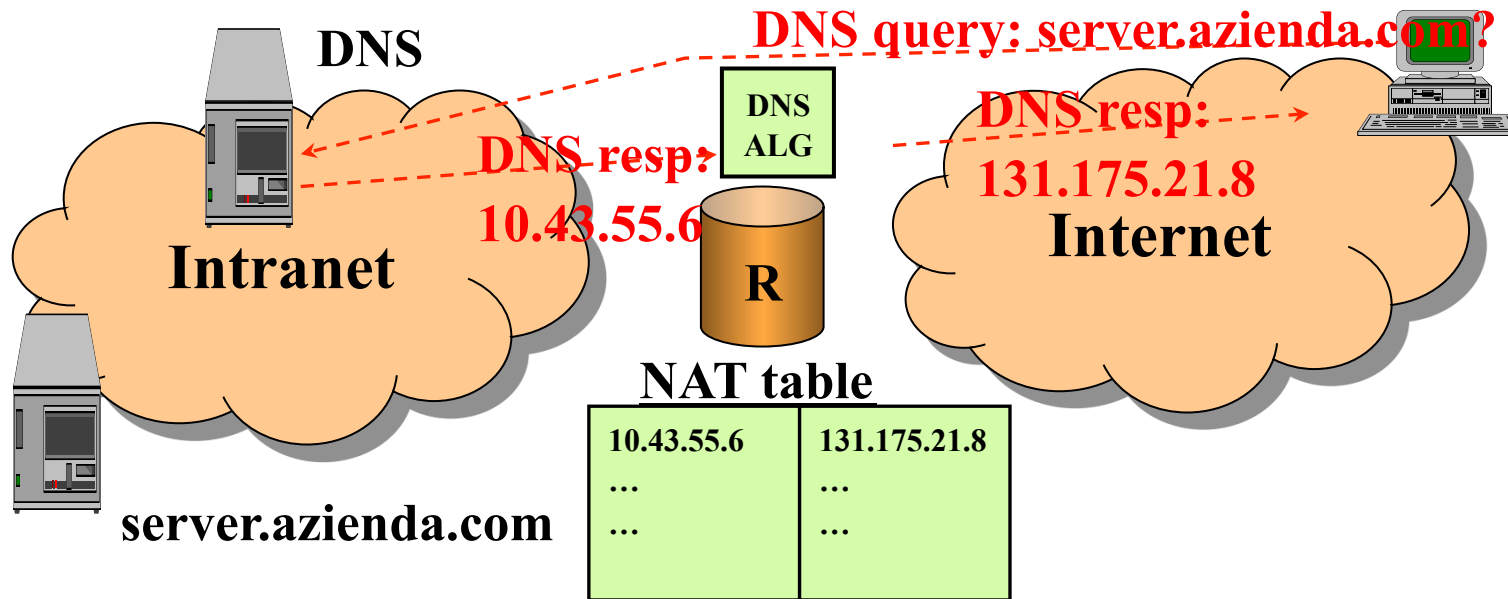 DNS query: server.azienda.com?
DNS
DNS
ALG
DNS resp:
131.175.21.8
DNS resp:
10.43.55.6
Intranet
R
Internet
NAT table
10.43.55.6 131.175.21.8
… …
… …
server.azienda.com